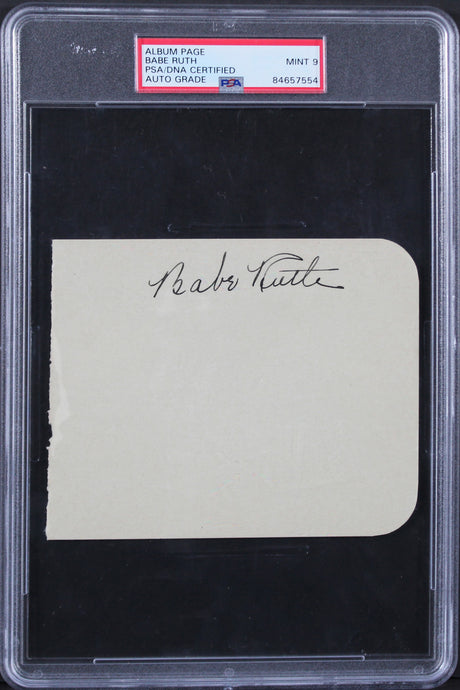 ALBUM PAGE
BABE RUTH MINT 9
PSA/DNA CERTIFIED
AUTO GRADE PSA 84657554
Babe Ruth